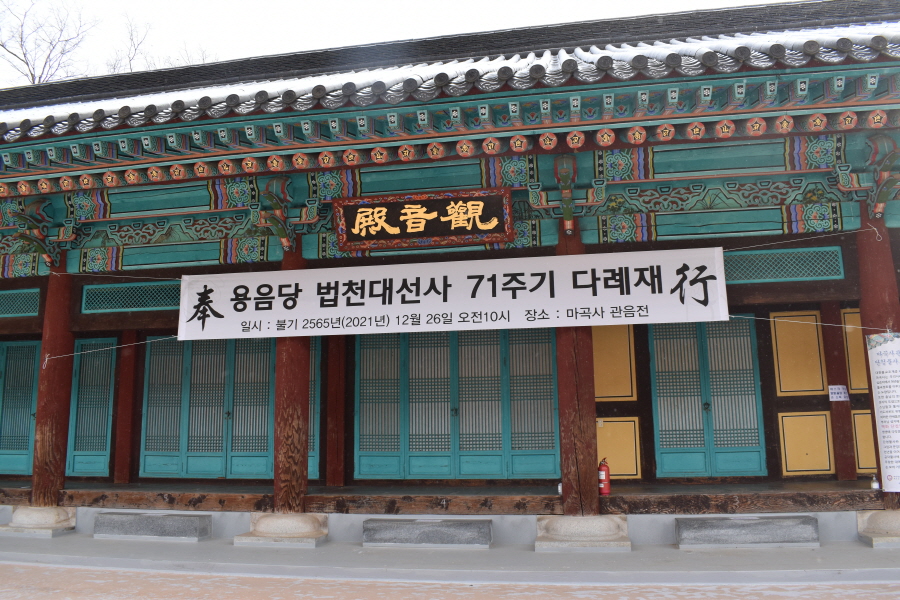 殿音觀
奉 용음당 법천대선사 71주기 다례재 行
일시 : 불기 2565년(2021년) 12월 26일 오전10시 장소 : 마곡사 관음전